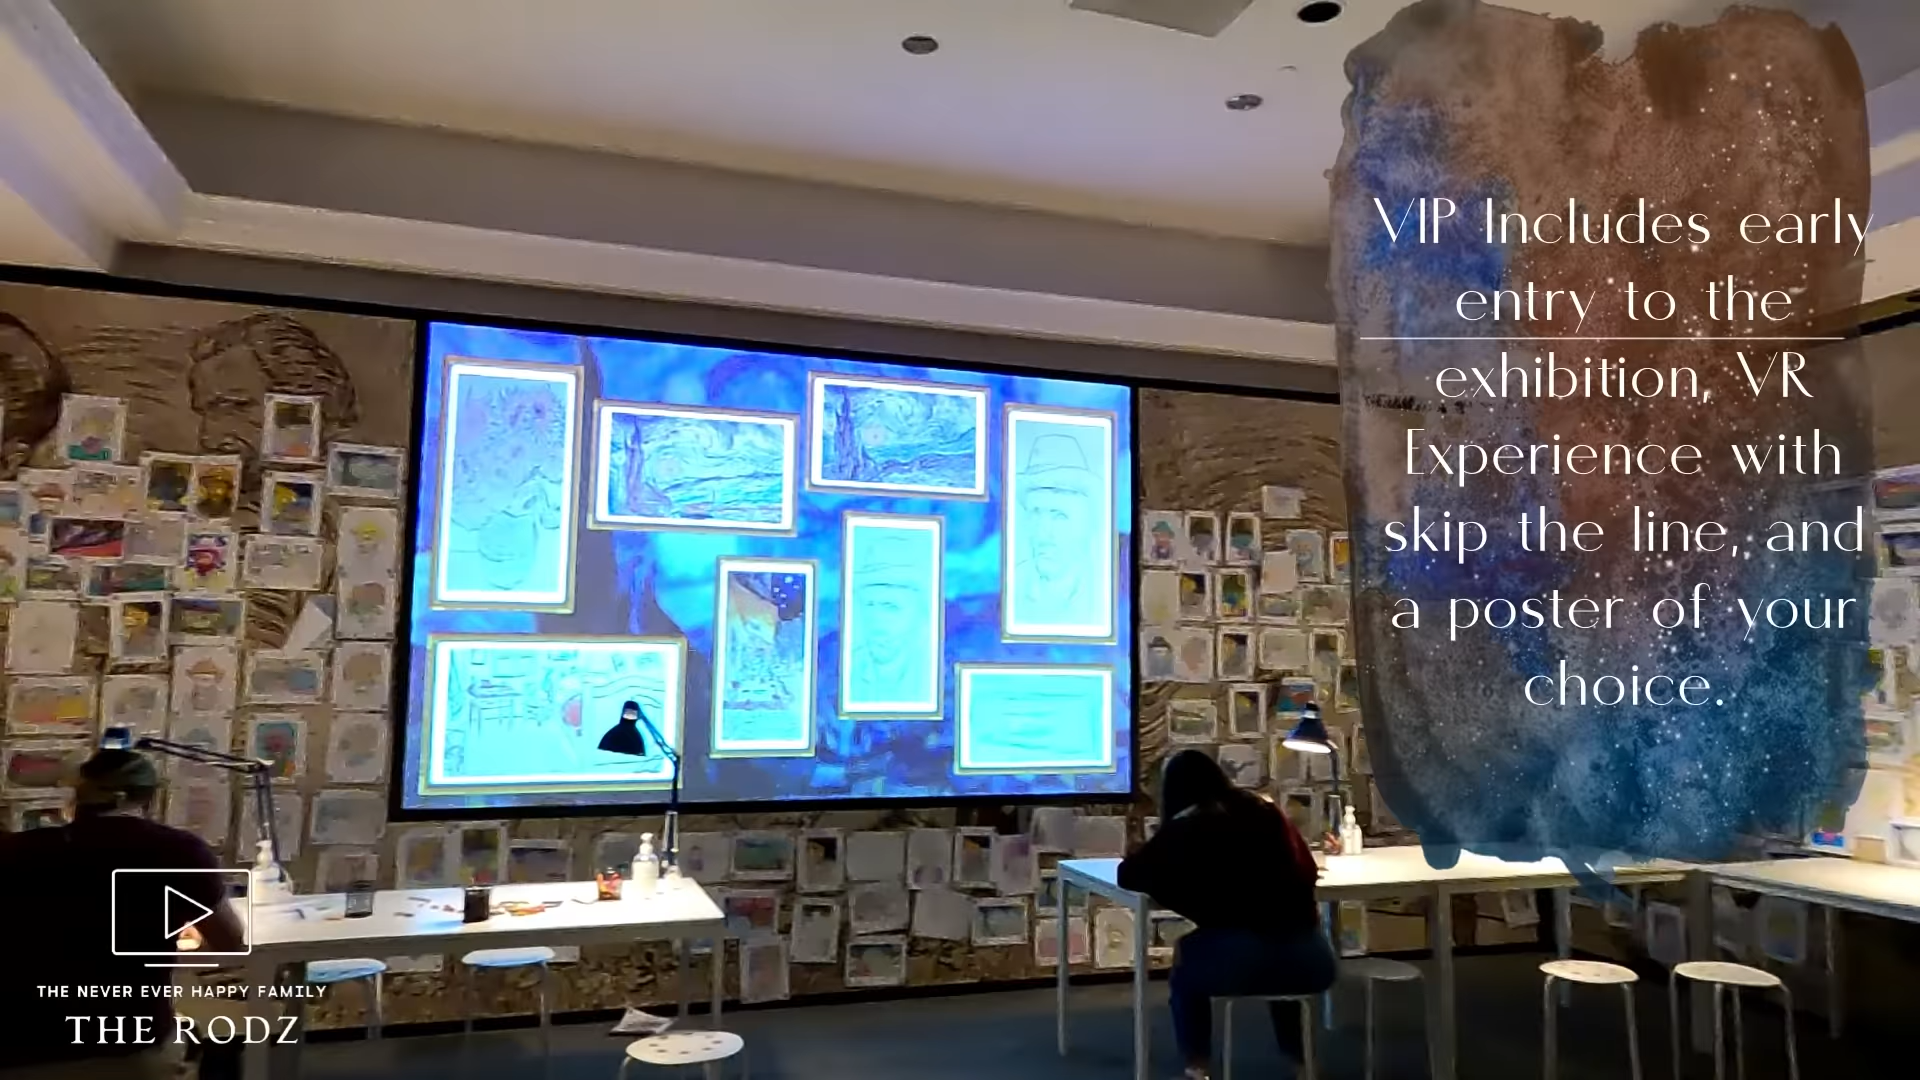 VIP Includes early
entry to the
exhibition, VR
Experience with
skip the line, and
a poster of your
choice.
THE NEVER EVER HAPPY FAMILY
THE RODZ